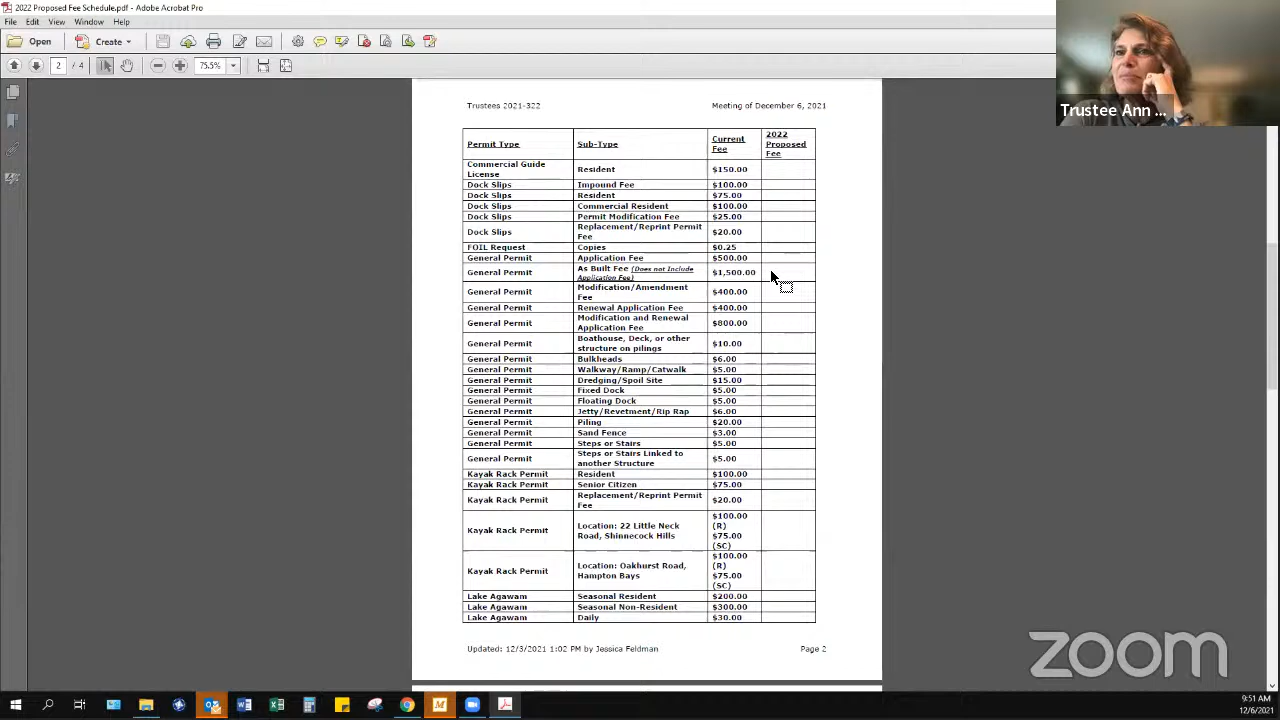 2022 Proposed Fee Schedule.pdf - Adobe Acrobat Pro
File Edit View Window Help
Open Create
2 / 4 75.5%
Trustee Ann ...
Trustees 2021-322 Meeting of December 6, 2021
Permit Type Sub-Type Current Fee 2022 Proposed Fee
Commercial Guide License Resident $150.00
Dock Slips Impound Fee $100.00
Dock Slips Resident $75.00
Dock Slips Commercial Resident $100.00
Dock Slips Permit Modification Fee $25.00
Dock Slips Replacement/Reprint Permit Fee $20.00
FOIL Request Copies $0.25
General Permit Application Fee $500.00
General Permit As Built Fee (Does not Include Application Fee) $1,500.00
General Permit Modification/Amendment Fee $400.00
General Permit Renewal Application Fee $400.00
General Permit Modification and Renewal Application Fee $800.00
General Permit Boathouse, Deck, or other structure on pilings $10.00
General Permit Bulkheads $6.00
General Permit Walkway/Ramp/Catwalk $5.00
General Permit Dredging/Spoil Site $15.00
General Permit Fixed Dock $5.00
General Permit Floating Dock $5.00
General Permit Jetty/Revetment/Rip Rap $6.00
General Permit Piling $20.00
General Permit Sand Fence $3.00
General Permit Steps or Stairs $5.00
General Permit Steps or Stairs Linked to another Structure $5.00
Kayak Rack Permit Resident $100.00
Kayak Rack Permit Senior Citizen $75.00
Kayak Rack Permit Replacement/Reprint Permit Fee $20.00
Kayak Rack Permit Location: 22 Little Neck Road, Shinnecock Hills $100.00 (R) $75.00 (SC)
Kayak Rack Permit Location: Oakhurst Road, Hampton Bays $100.00 (R) $75.00 (SC)
Lake Agawam Seasonal Resident $200.00
Lake Agawam Seasonal Non-Resident $300.00
Lake Agawam Daily $30.00
Updated: 12/3/2021 1:02 PM by Jessica Feldman Page 2
zoom
9:51 AM
12/6/2021